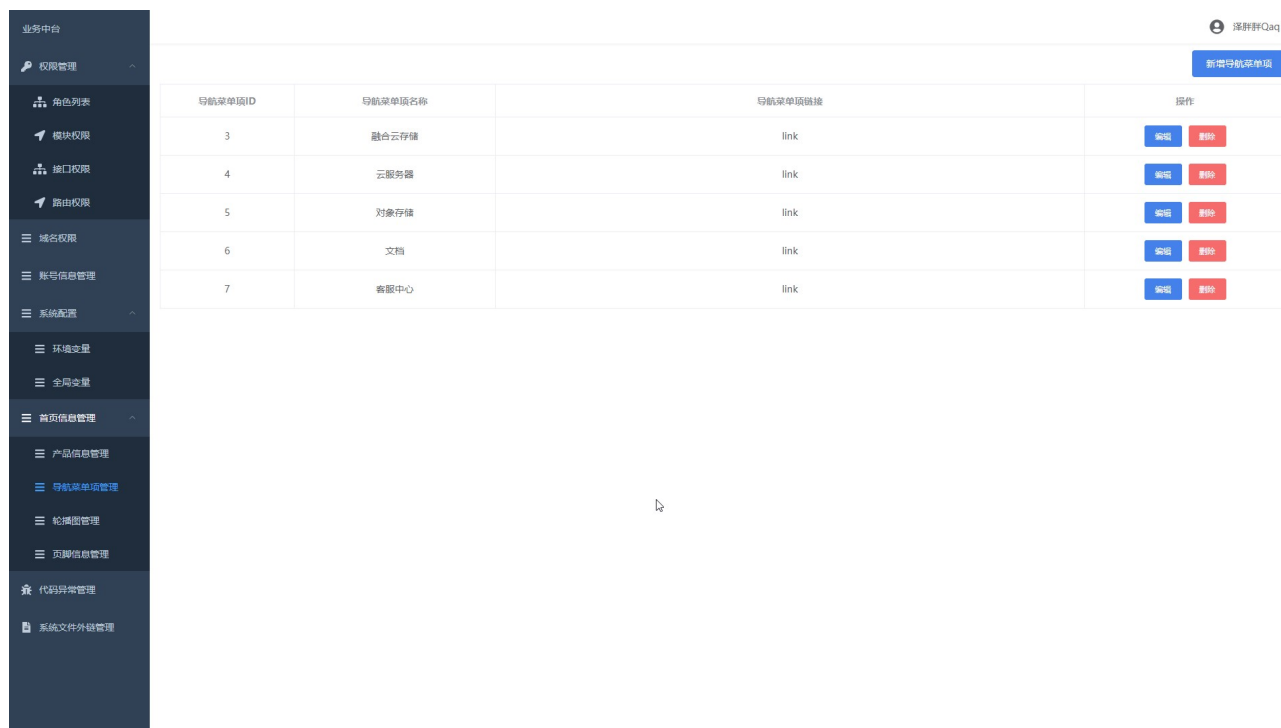 业务中台
泽胖胖Qaq
权限管理
新增导航菜单项
角色列表
模块权限
接口权限
路由权限
域名权限
账号信息管理
系统配置
环境变量
全局变量
首页信息管理
产品信息管理
导航菜单项管理
轮播图管理
页脚信息管理
代码异常管理
系统文件外链管理
导航菜单项ID 导航菜单项名称 导航菜单项链接 操作
3 融合云存储 link 编辑 删除
4 云服务器 link 编辑 删除
5 对象存储 link 编辑 删除
6 文档 link 编辑 删除
7 客服中心 link 编辑 删除